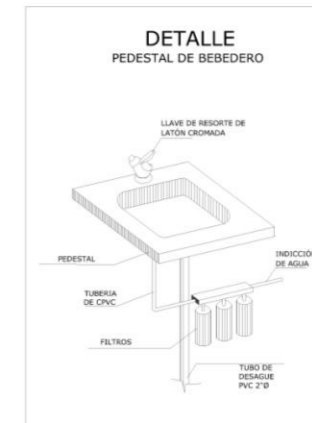 DETALLE
PEDESTAL DE BEBEDERO
LLAVE DE RESORTE DE
LATÓN CROMADA
PEDESTAL
INDICCIÓN
DE AGUA
TUBERIA
DE CPVC
FILTROS
TUBO DE
DESAGUE
PVC 2"Ø